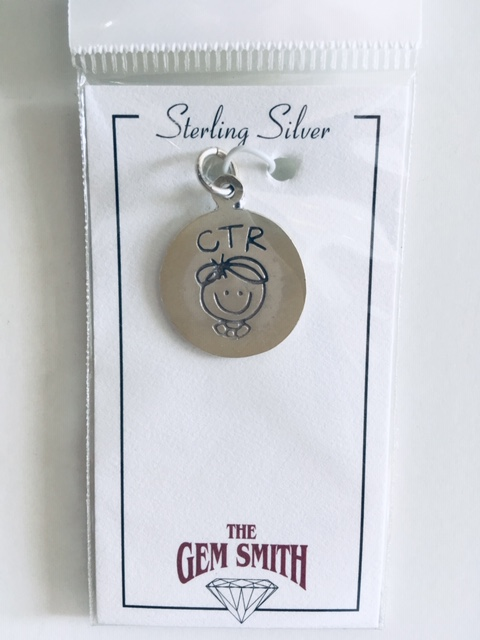 Sterling Silver
CTR
THE
GEM SMITH